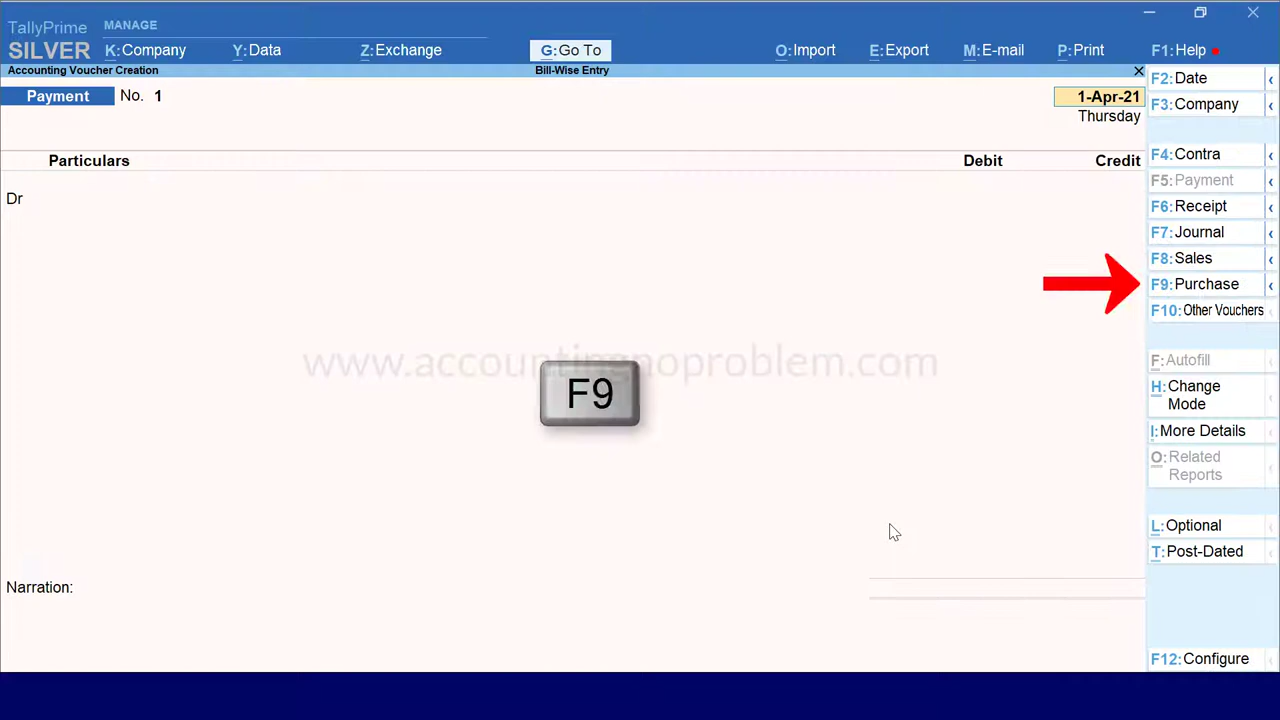 TallyPrime
MANAGE
SILVER
K:Company
Y:Data
Z:Exchange
G:Go To
O:Import
E:Export
M:E-mail
P:Print
F1:Help
Accounting Voucher Creation
Bill-Wise Entry
Payment
No. 1
1-Apr-21
Thursday
Particulars
Debit
Credit
Dr
www.accountingnoproblem.com
F9
Narration:
F2:Date
F3:Company
F4:Contra
F5:Payment
F6:Receipt
F7:Journal
F8:Sales
F9:Purchase
F10:Other Vouchers
F:Autofill
H:Change
Mode
I:More Details
O:Related
Reports
L:Optional
T:Post-Dated
F12:Configure